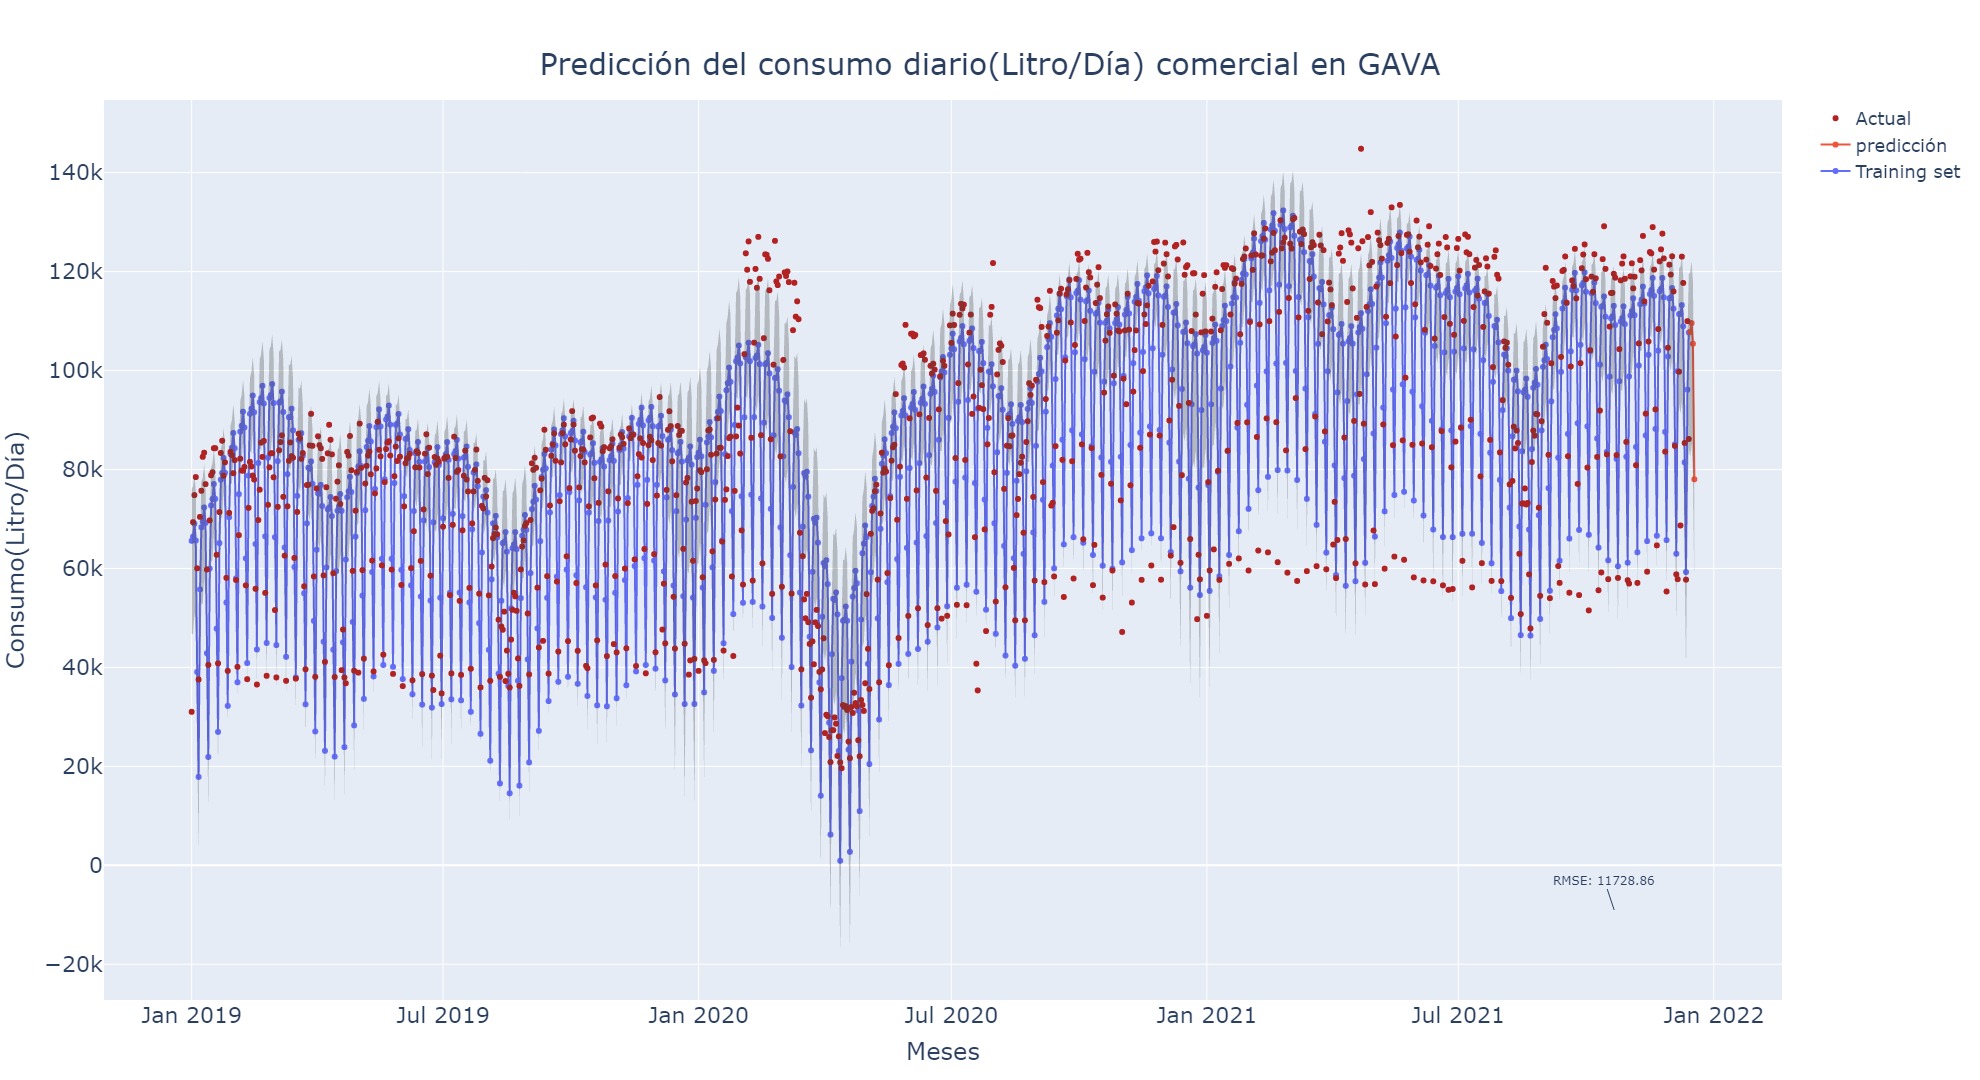 Predicción del consumo diario(Litro/Día) comercial en GAVA
Actual
predicción
Training set
140k
120k
100k
80k
60k
40k
20k
0
−20k
Consumo(Litro/Día)
RMSE: 11728.86
Jan 2019
Jul 2019
Jan 2020
Jul 2020
Jan 2021
Jul 2021
Jan 2022
Meses